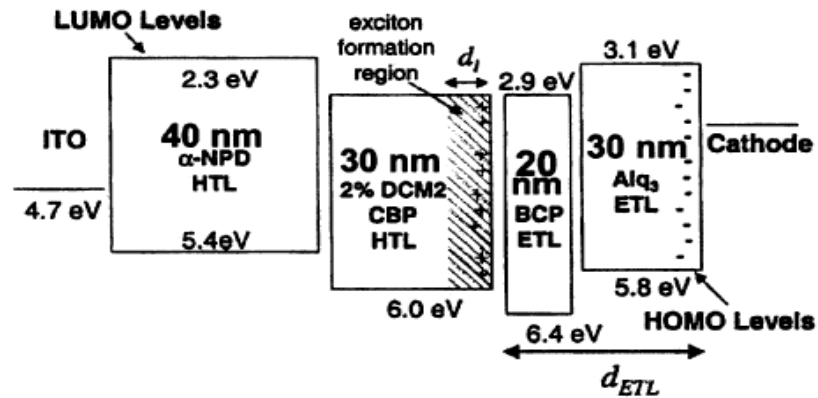 LUMO Levels
exciton
formation
region
d_i
3.1 eV
2.3 eV
2.9 eV
ITO
40 nm
α-NPD
HTL
30 nm
2% DCM2
CBP
HTL
20
nm
BCP
ETL
30 nm
Alq₃
ETL
Cathode
4.7 eV
5.4eV
6.0 eV
5.8 eV
6.4 eV
HOMO Levels
d_ETL